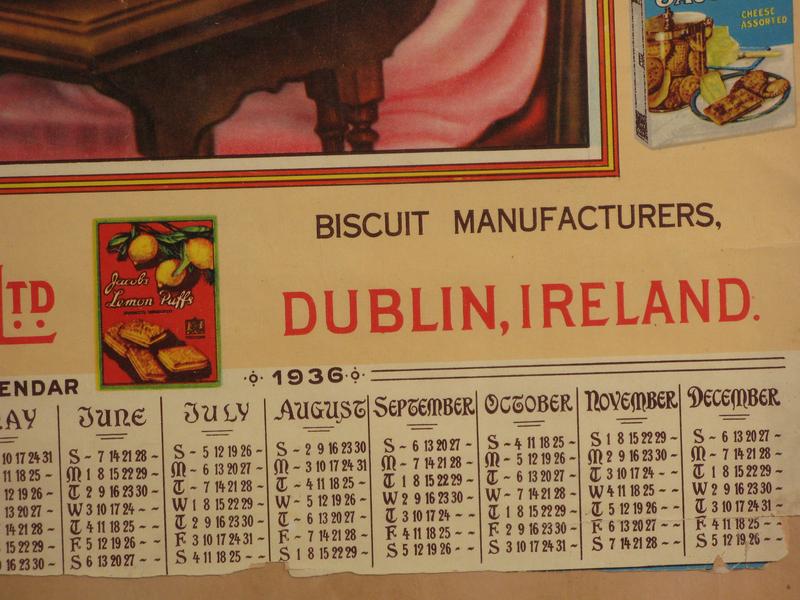 CHEESE
ASSORTED
BISCUIT MANUFACTURERS,
Jacob's
Lemon Puffs
LTD
DUBLIN, IRELAND.
ENDAR
1936
AY
10 17 24 31
11 18 25 ~
12 19 26 ~
13 20 27 ~
14 21 28 ~
15 22 29 ~
16 23 30 ~
JUNE
S ~ 7 14 21 28 ~
M 1 8 15 22 29 ~
T 2 9 16 23 30 ~
W 3 10 17 24 ~ ~
T 4 11 18 25 ~ ~
F 5 12 19 26 ~ ~
S 6 13 20 27 ~ ~
JULY
S ~ 5 12 19 26 ~
M ~ 6 13 20 27 ~
T ~ 7 14 21 28 ~
W 1 8 15 22 29 ~
T 2 9 16 23 30 ~
F 3 10 17 24 31 ~
S 4 11 18 25 ~ ~
AUGUST
S ~ 2 9 16 23 30
M ~ 3 10 17 24 31
T ~ 4 11 18 25 ~
W ~ 5 12 19 26 ~
T ~ 6 13 20 27 ~
F ~ 7 14 21 28 ~
S 1 8 15 22 29 ~
SEPTEMBER
S ~ 6 13 20 27 ~
M ~ 7 14 21 28 ~
T 1 8 15 22 29 ~
W 2 9 16 23 30 ~
T 3 10 17 24 ~ ~
F 4 11 18 25 ~ ~
S 5 12 19 26 ~ ~
OCTOBER
S ~ 4 11 18 25 ~
M ~ 5 12 19 26 ~
T ~ 6 13 20 27 ~
W ~ 7 14 21 28 ~
T 1 8 15 22 29 ~
F 2 9 16 23 30 ~
S 3 10 17 24 31 ~
NOVEMBER
S 1 8 15 22 29 ~
M 2 9 16 23 30 ~
T 3 10 17 24 ~ ~
W 4 11 18 25 ~ ~
T 5 12 19 26 ~ ~
F 6 13 20 27 ~ ~
S 7 14 21 28 ~ ~
DECEMBER
S ~ 6 13 20 27 ~
M ~ 7 14 21 28 ~
T 1 8 15 22 29 ~
W 2 9 16 23 30 ~
T 3 10 17 24 31 ~
F 4 11 18 25 ~ ~
S 5 12 19 26 ~ ~